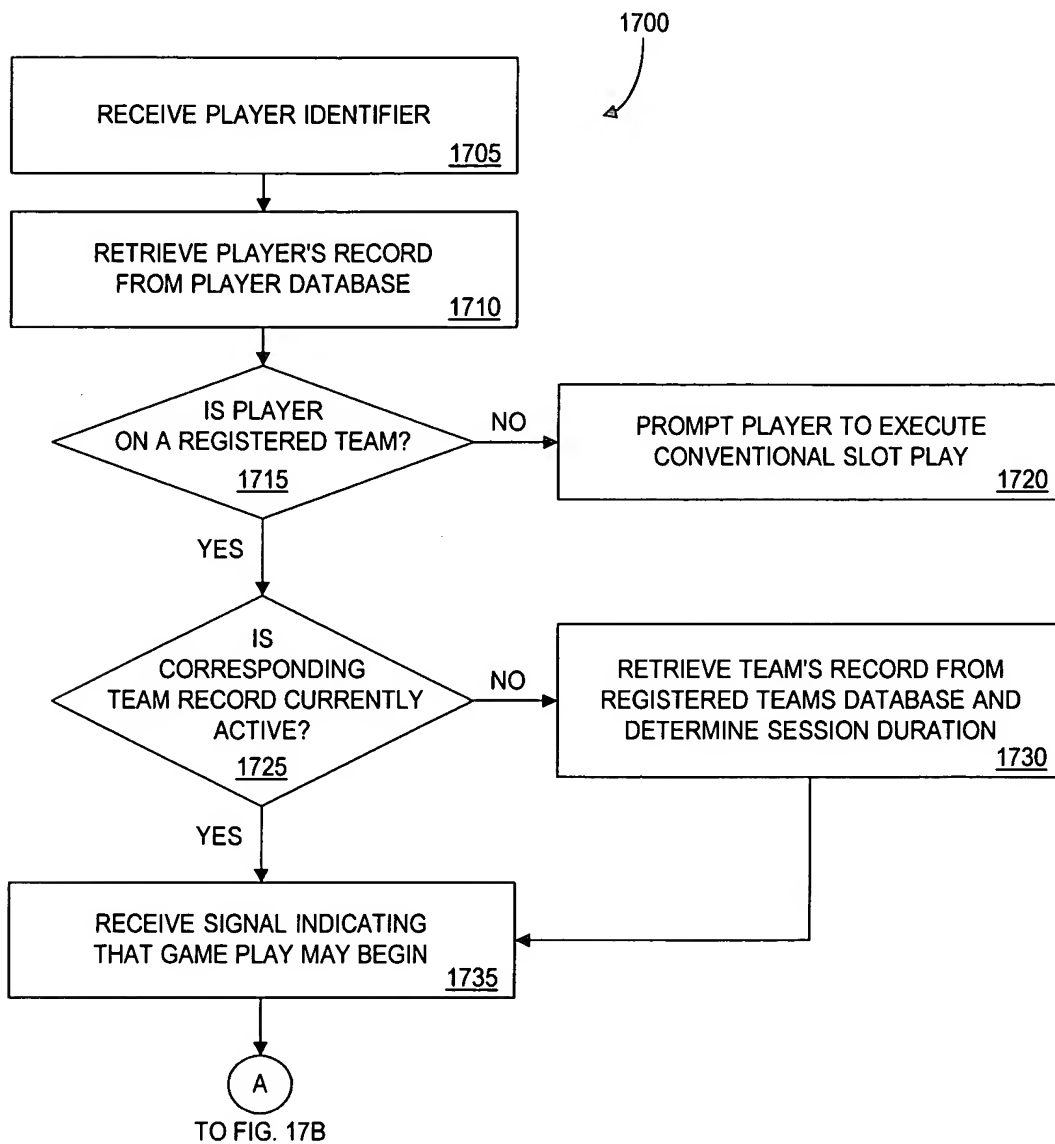 1700
RECEIVE PLAYER IDENTIFIER
1705
RETRIEVE PLAYER'S RECORD
FROM PLAYER DATABASE
1710
IS PLAYER
ON A REGISTERED TEAM?
1715
NO
PROMPT PLAYER TO EXECUTE
CONVENTIONAL SLOT PLAY
1720
YES
IS
CORRESPONDING
TEAM RECORD CURRENTLY
ACTIVE?
1725
NO
RETRIEVE TEAM'S RECORD FROM
REGISTERED TEAMS DATABASE AND
DETERMINE SESSION DURATION
1730
YES
RECEIVE SIGNAL INDICATING
THAT GAME PLAY MAY BEGIN
1735
A
TO FIG. 17B